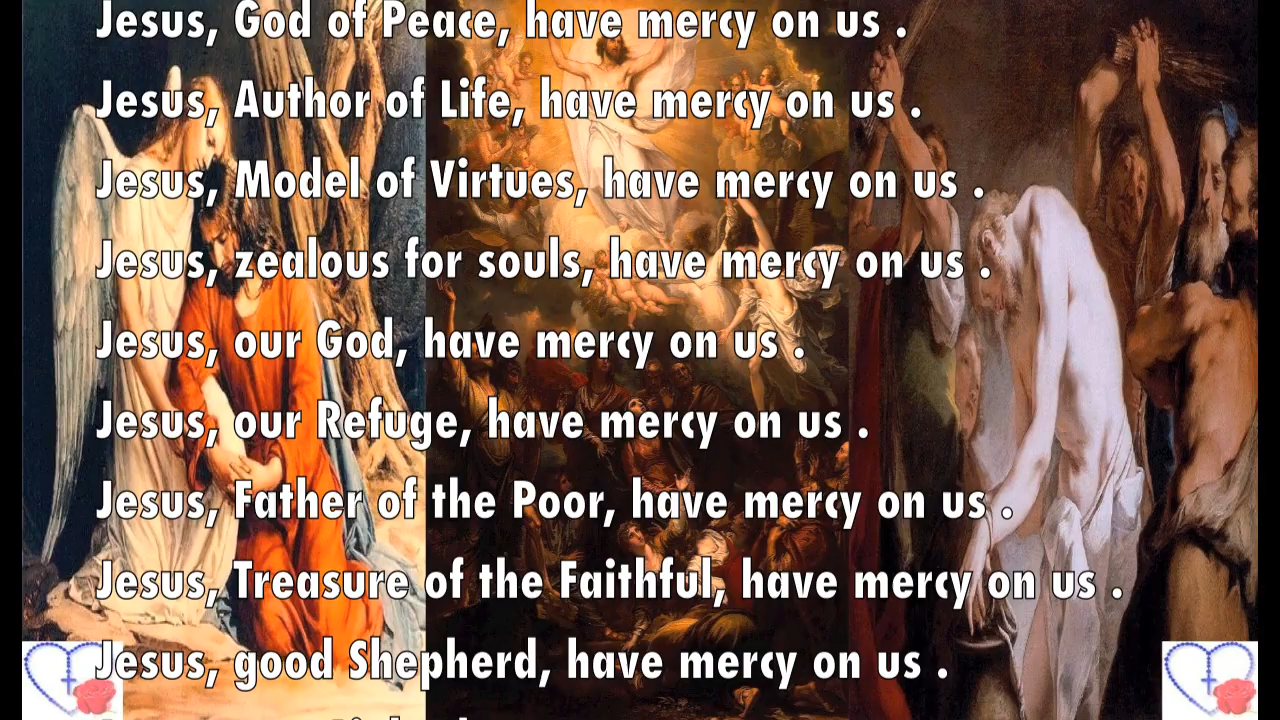 Jesus, God of Peace, have mercy on us .
Jesus, Author of Life, have mercy on us .
Jesus, Model of Virtues, have mercy on us .
Jesus, zealous for souls, have mercy on us .
Jesus, our God, have mercy on us .
Jesus, our Refuge, have mercy on us .
Jesus, Father of the Poor, have mercy on us .
Jesus, Treasure of the Faithful, have mercy on us .
Jesus, good Shepherd, have mercy on us .